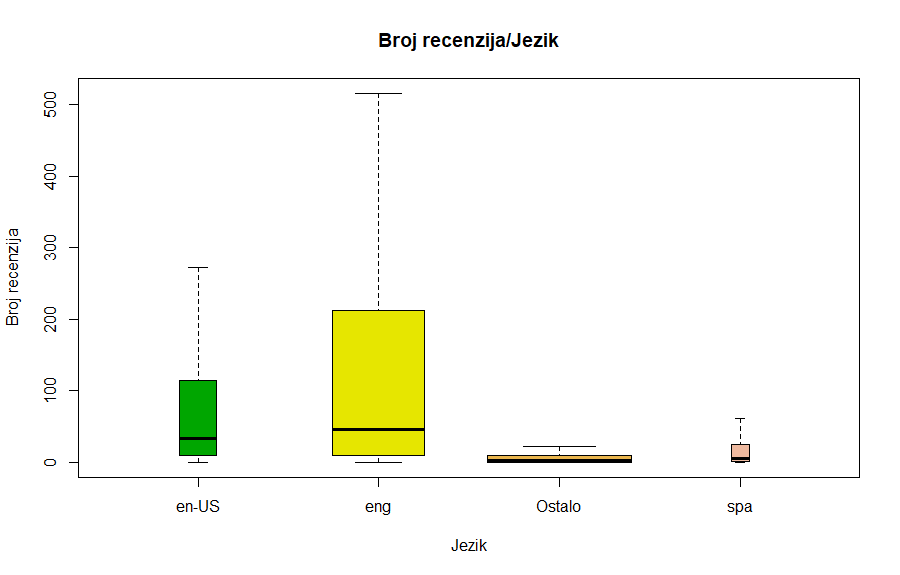 Broj recenzija/Jezik
Broj recenzija
500
400
300
200
100
0
en-US
eng
Ostalo
spa
Jezik